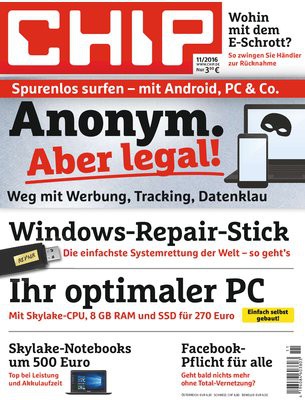 CHIP
11/2016
WWW.CHIP.DE
Wohin
mit dem
E-Schrott?
So zwingen Sie Händler
zur Rücknahme
Spurenlos surfen – mit Android, PC & Co.
Anonym.
Aber legal!
Weg mit Werbung, Tracking, Datenklau
Windows-Repair-Stick
REPAIR
Die einfachste Systemrettung der Welt – so geht's
Ihr optimaler PC
Mit Skylake-CPU, 8 GB RAM und SSD für 270 Euro
Einfach selbst
gebaut!
Skylake-Notebooks
um 500 Euro
Top bei Leistung
und Akkulaufzeit
Facebook-
Pflicht für alle
Geht bald nichts mehr
ohne Total-Vernetzung?